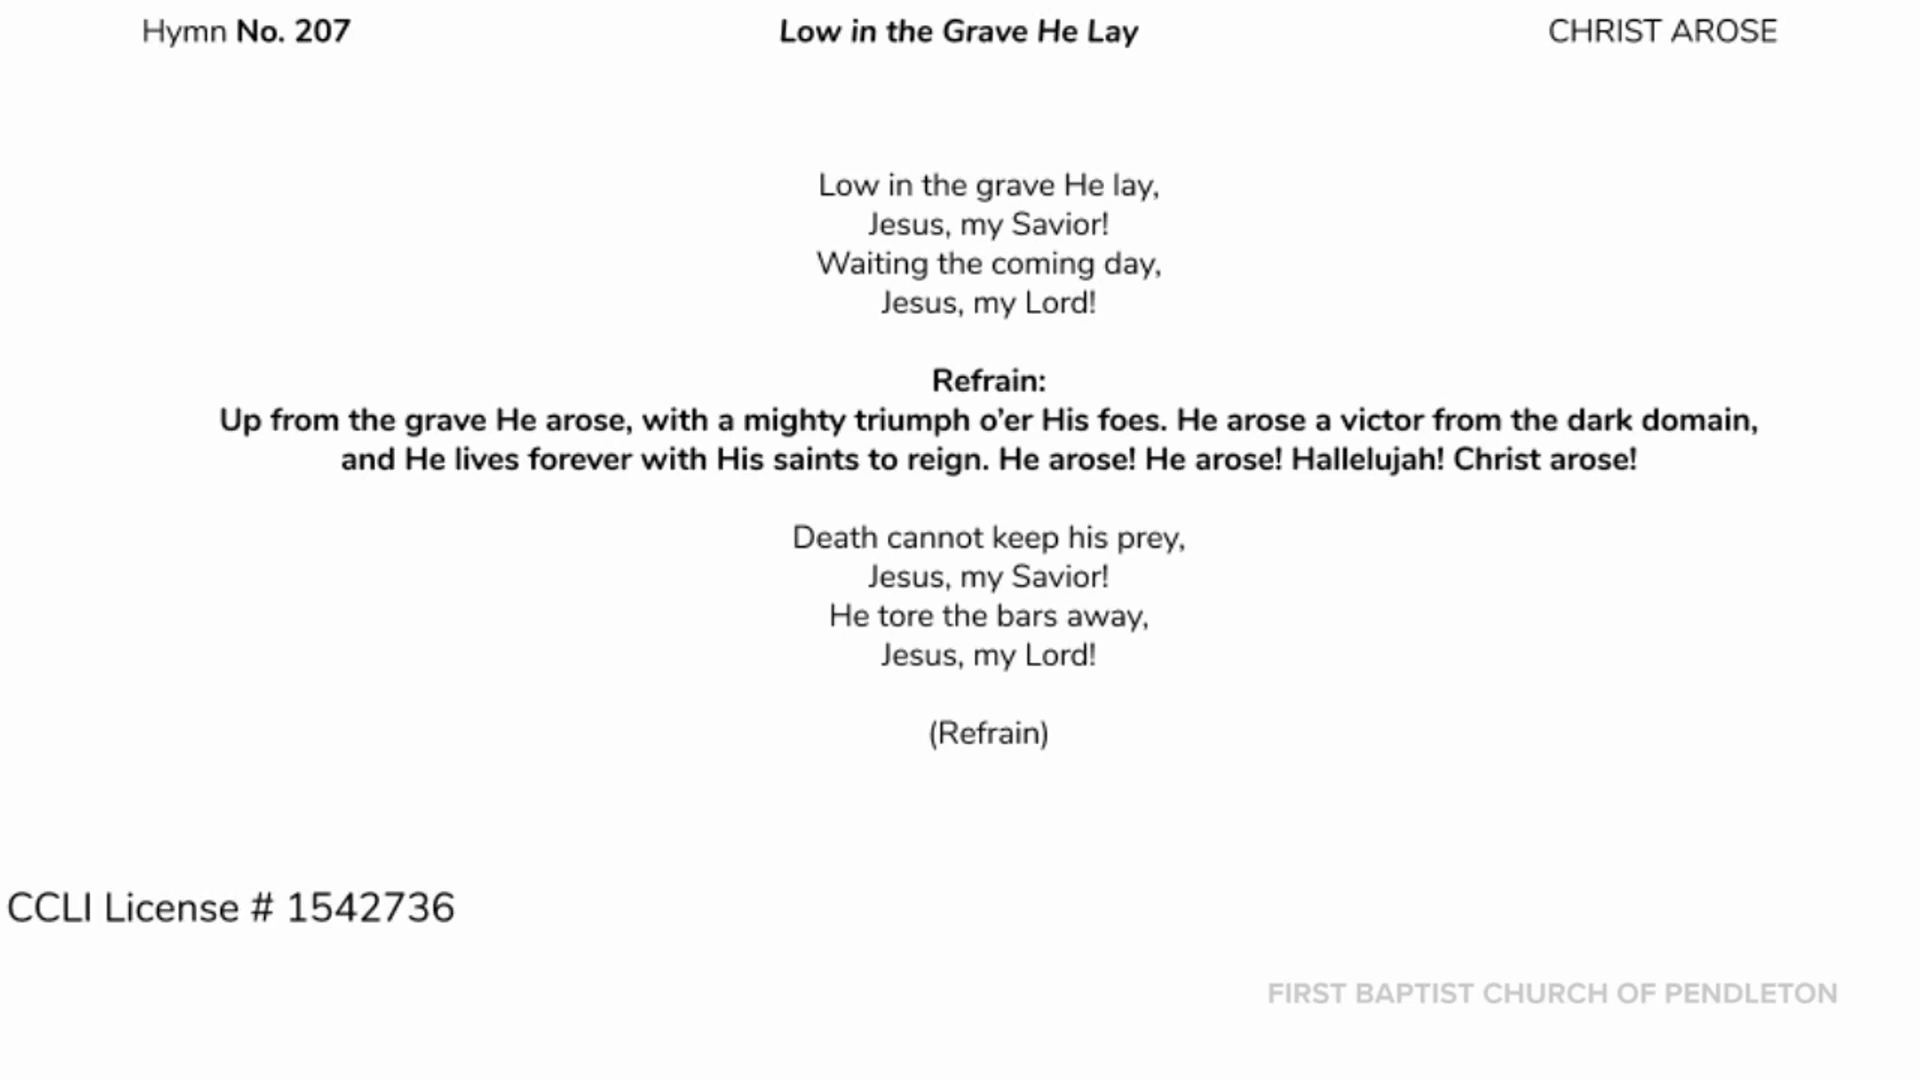 Hymn No. 207 Low in the Grave He Lay CHRIST AROSE
Low in the grave He lay,
Jesus, my Savior!
Waiting the coming day,
Jesus, my Lord!
Refrain:
Up from the grave He arose, with a mighty triumph o’er His foes. He arose a victor from the dark domain,
and He lives forever with His saints to reign. He arose! He arose! Hallelujah! Christ arose!
Death cannot keep his prey,
Jesus, my Savior!
He tore the bars away,
Jesus, my Lord!
(Refrain)
CCLI License # 1542736
FIRST BAPTIST CHURCH OF PENDLETON